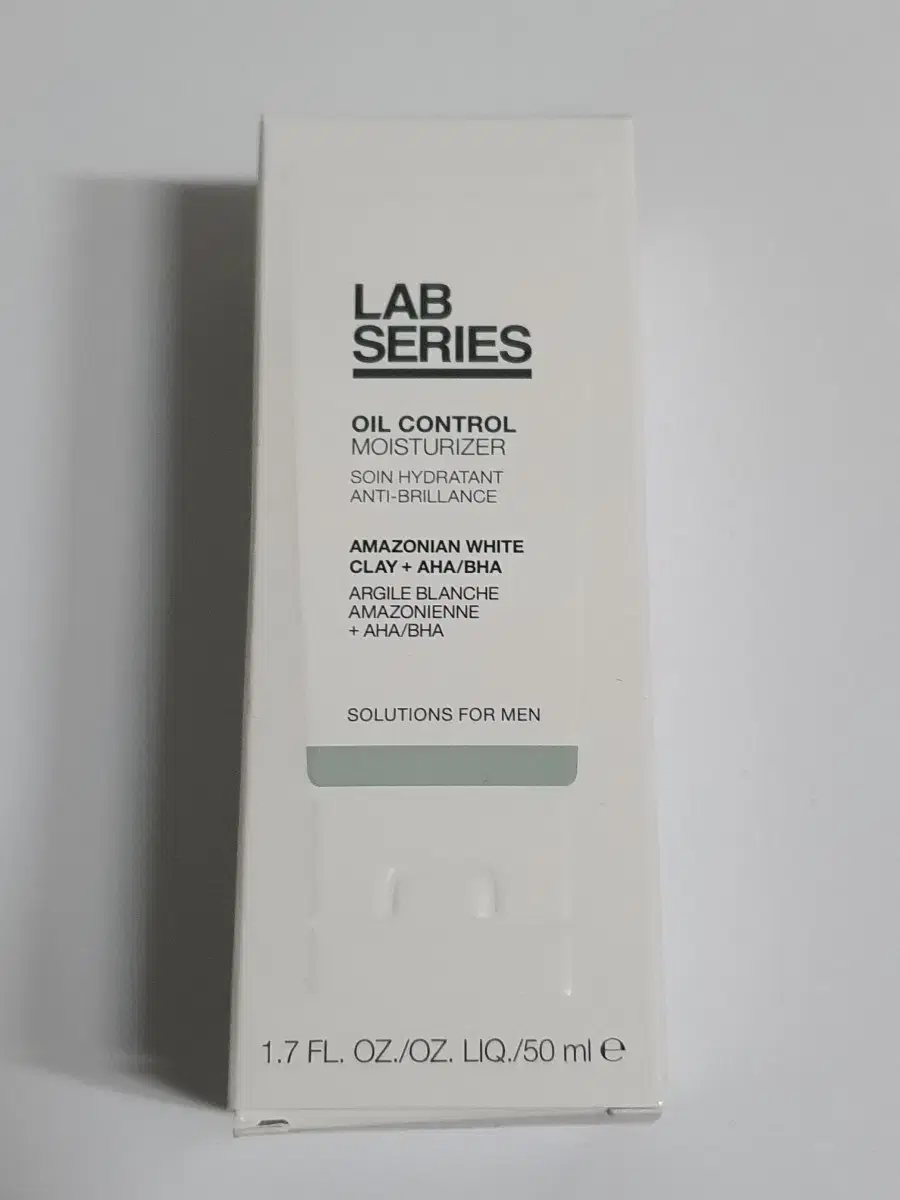 LAB
SERIES
OIL CONTROL
MOISTURIZER
SOIN HYDRATANT
ANTI-BRILLANCE
AMAZONIAN WHITE
CLAY + AHA/BHA
ARGILE BLANCHE
AMAZONIENNE
+ AHA/BHA
SOLUTIONS FOR MEN
1.7 FL. OZ./OZ. LIQ./50 ml ℮